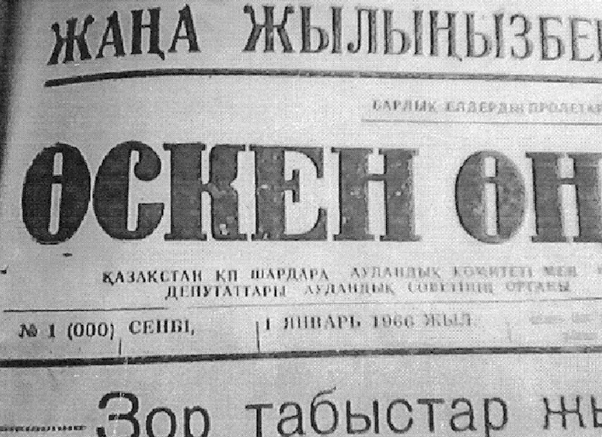 ЖАҢА ЖЫЛЫҢЫЗБЕН
БАРЛЫҚ ЕЛДЕРДІҢ ПРОЛЕТАР
ӨСКЕН ӨН
ҚАЗАҚСТАН КП ШАРДАРА АУДАНДЫҚ КОМИТЕТІ МЕН
ДЕПУТАТТАРЫ АУДАНДЫҚ СОВЕТІНІҢ ОРГАНЫ
№ 1 (000) СЕНБІ, 1 ЯНВАРЬ 1966 ЖЫЛ.
Зор табыстар жы